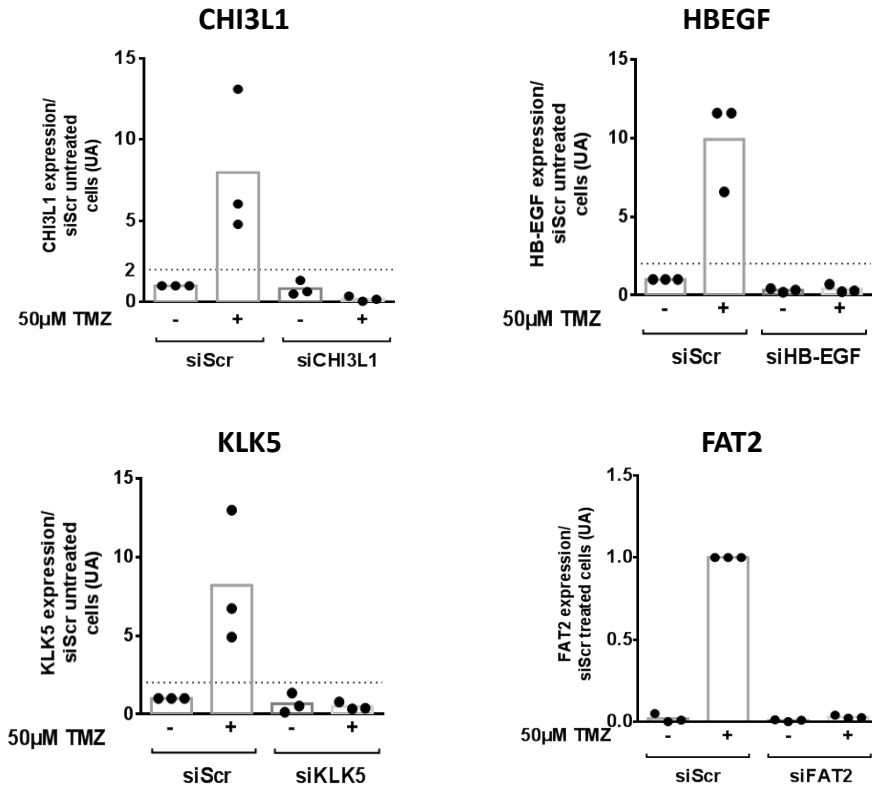 CHI3L1
CHI3L1 expression/
siScr untreated
cells (UA)
15
10
5
2
0
50µM TMZ
- + - +
siScr siCHI3L1
HBEGF
HB-EGF expression/
siScr untreated
cells (UA)
15
10
5
0
50µM TMZ
- + - +
siScr siHB-EGF
KLK5
KLK5 expression/
siScr untreated
cells (UA)
15
10
5
0
50µM TMZ
- + - +
siScr siKLK5
FAT2
FAT2 expression/
siScr treated cells (UA)
1.5
1.0
0.5
0.0
50µM TMZ
- + - +
siScr siFAT2